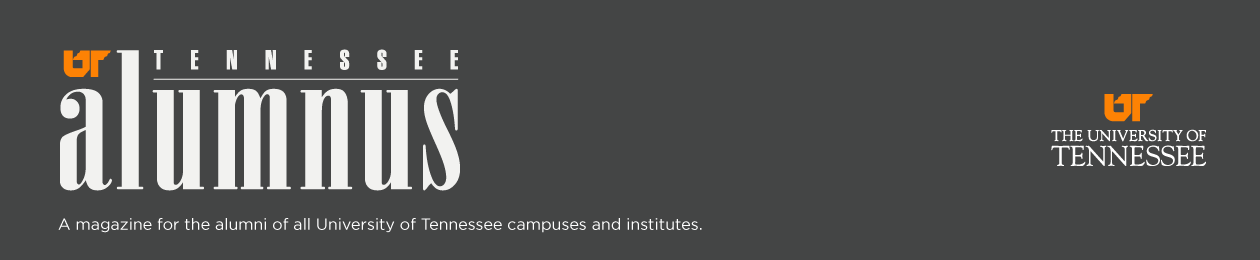 UT TENNESSEE
alumnus
A magazine for the alumni of all University of Tennessee campuses and institutes.
UT
THE UNIVERSITY OF
TENNESSEE